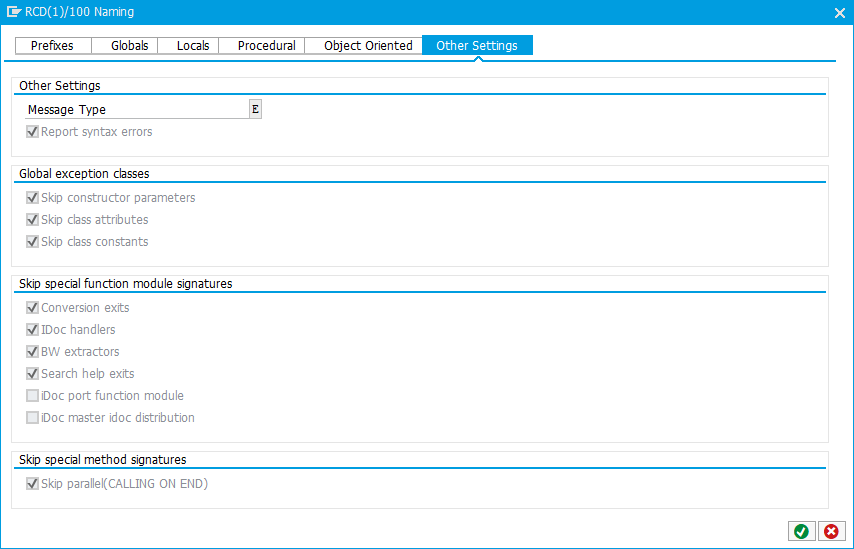 RCD(1)/100 Naming
Prefixes Globals Locals Procedural Object Oriented Other Settings
Other Settings
Message Type E
Report syntax errors
Global exception classes
Skip constructor parameters
Skip class attributes
Skip class constants
Skip special function module signatures
Conversion exits
IDoc handlers
BW extractors
Search help exits
iDoc port function module
iDoc master idoc distribution
Skip special method signatures
Skip parallel(CALLING ON END)